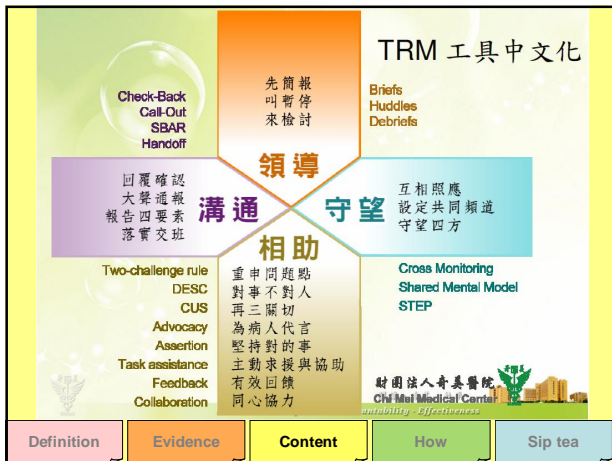 TRM 工具中文化
先簡報
叫暫停
來檢討
領導
Briefs
Huddles
Debriefs
Check-Back
Call-Out
SBAR
Handoff
回覆確認
大聲通報
報告四要素
落實交班
溝通
守望
互相照應
設定共同頻道
守望四方
相助
Two-challenge rule
DESC
CUS
Advocacy
Assertion
Task assistance
Feedback
Collaboration
重申問題點
對事不對人
再三關切
為病人代言
堅持對的事
主動求援與協助
有效回饋
同心協力
Cross Monitoring
Shared Mental Model
STEP
財團法人奇美醫院
Chi Mei Medical Center
ountability - Effectiveness
Definition
Evidence
Content
How
Sip tea